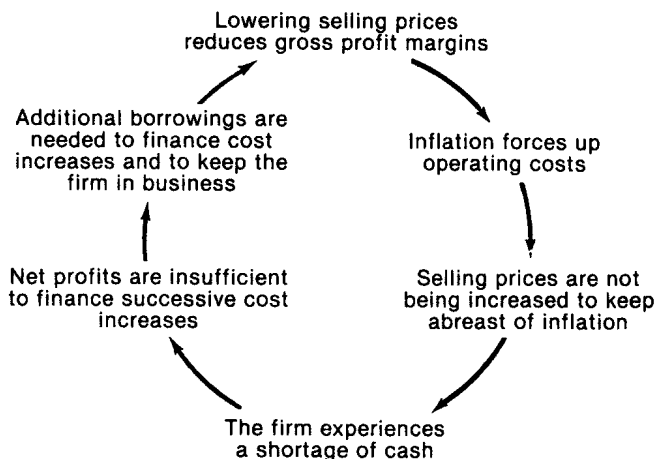 Lowering selling prices
reduces gross profit margins
Inflation forces up
operating costs
Selling prices are not
being increased to keep
abreast of inflation
The firm experiences
a shortage of cash
Net profits are insufficient
to finance successive cost
increases
Additional borrowings are
needed to finance cost
increases and to keep the
firm in business